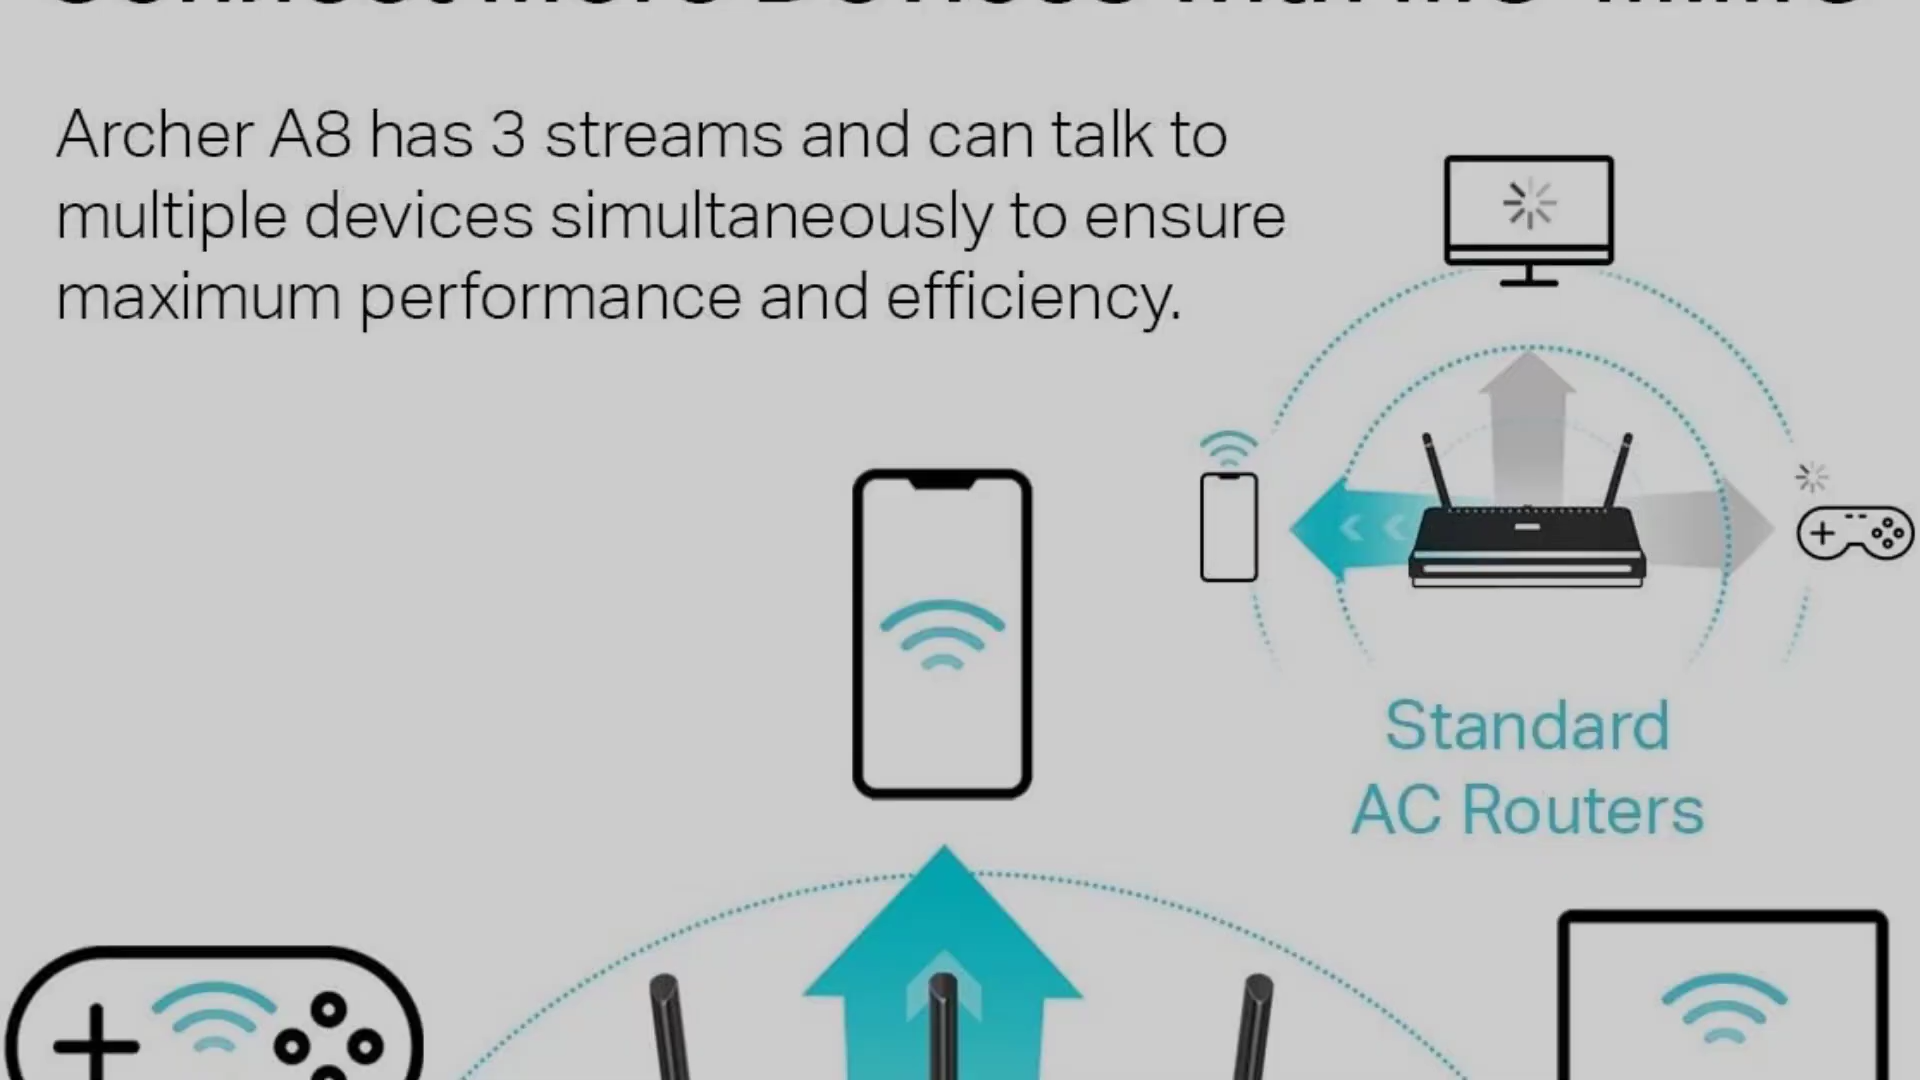 Archer A8 has 3 streams and can talk to
multiple devices simultaneously to ensure
maximum performance and efficiency.
Standard
AC Routers